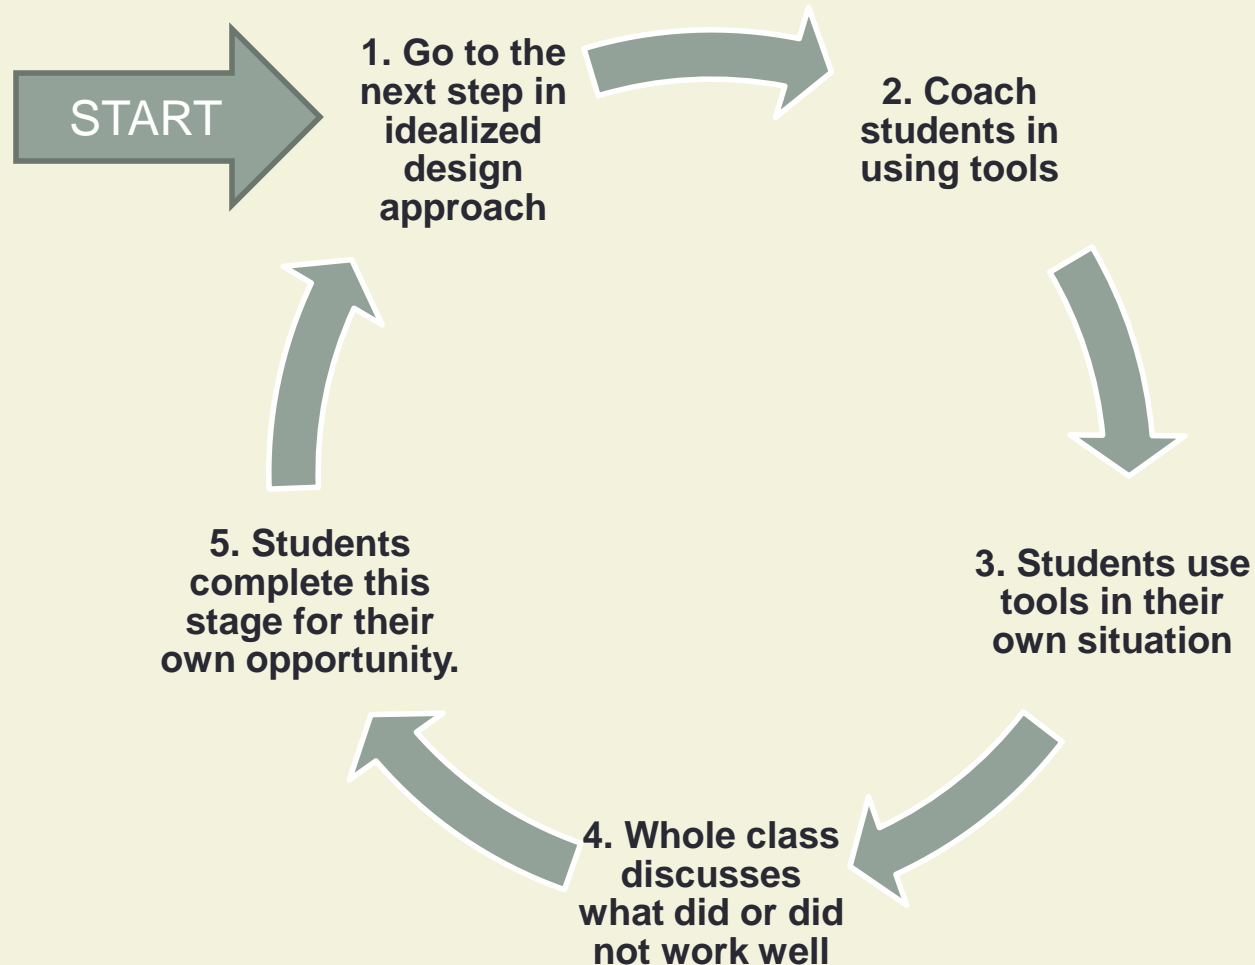 START
1. Go to the
next step in
idealized
design
approach
2. Coach
students in
using tools
3. Students use
tools in their
own situation
4. Whole class
discusses
what did or did
not work well
5. Students
complete this
stage for their
own opportunity.